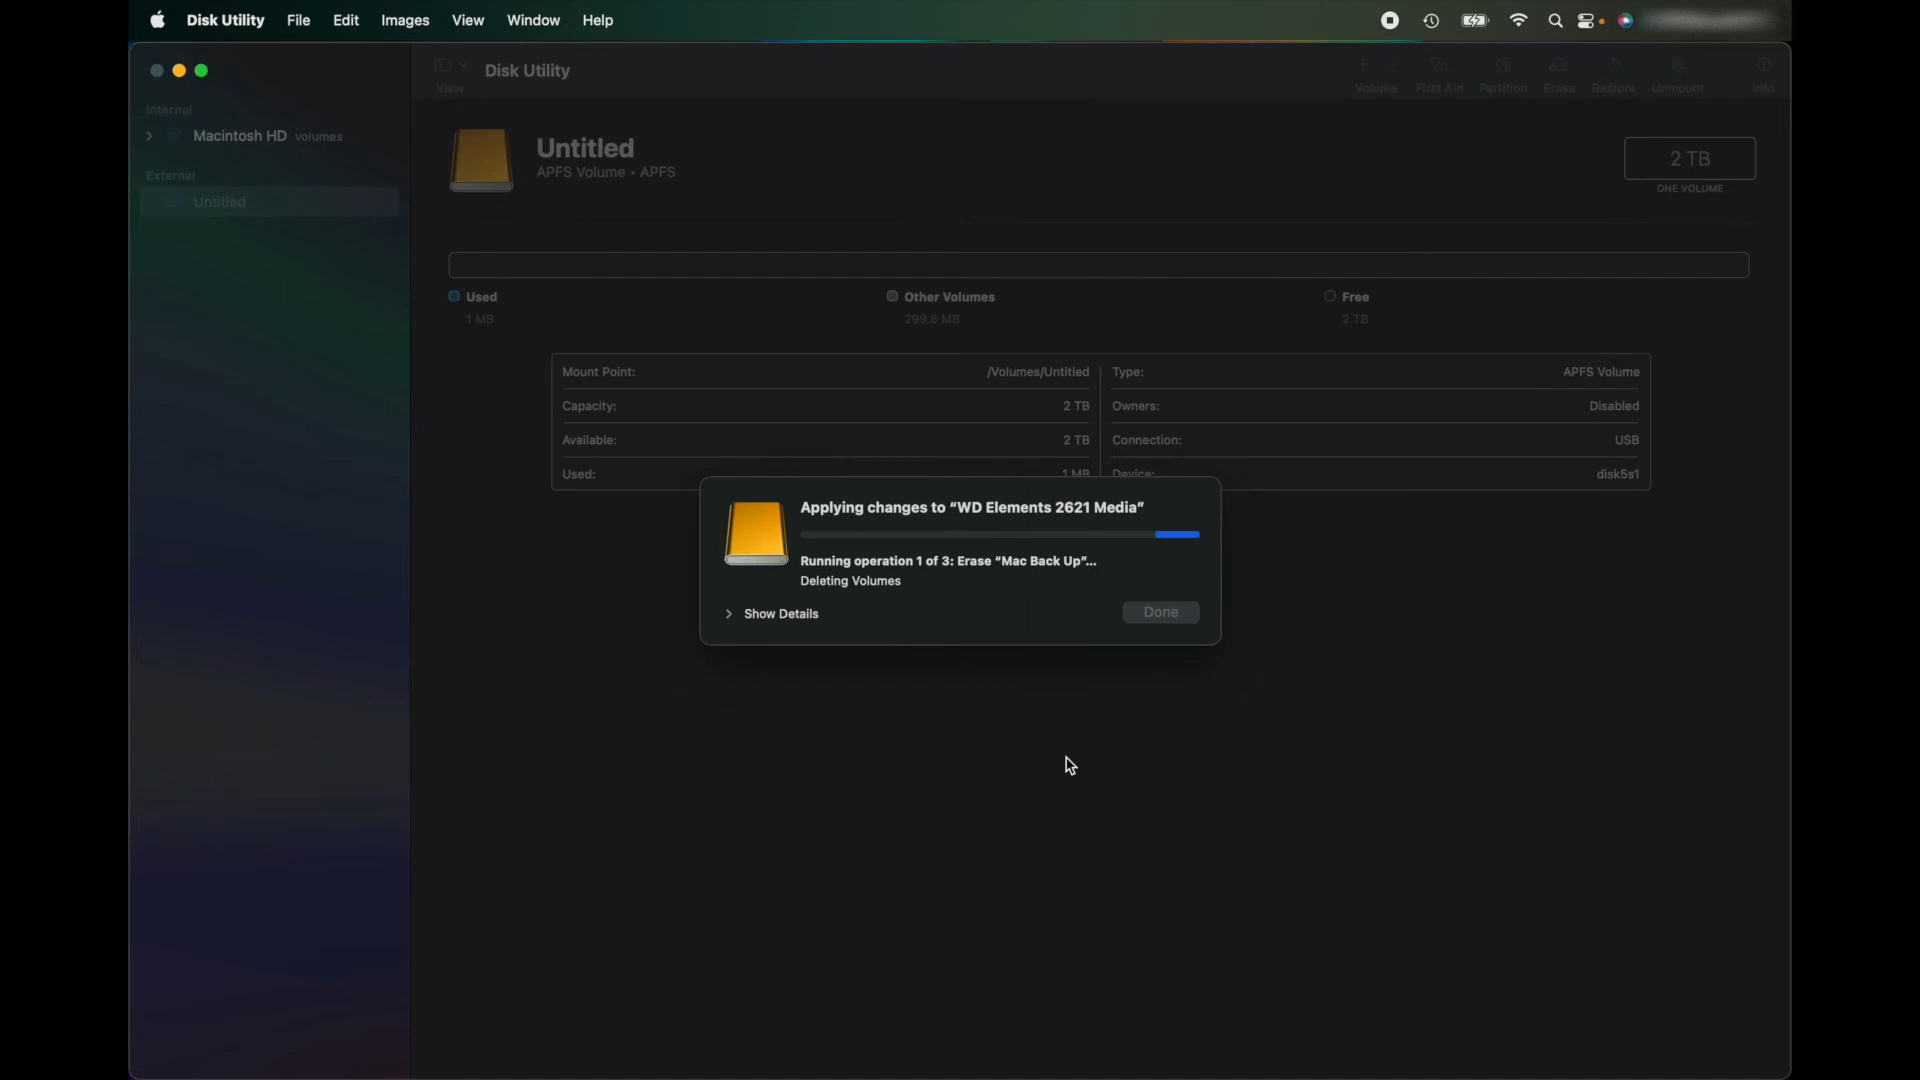 Disk Utility File Edit Images View Window Help
Disk Utility
View
Volume First Aid Partition Erase Restore Unmount Info
Internal
Macintosh HD volumes
External
Untitled
Untitled
APFS Volume • APFS
2 TB
ONE VOLUME
Used
1 MB
Other Volumes
299.8 MB
Free
2 TB
Mount Point: /Volumes/Untitled
Type: APFS Volume
Capacity: 2 TB
Owners: Disabled
Available: 2 TB
Connection: USB
Used: 1 MB
Device: disk5s1
Applying changes to “WD Elements 2621 Media”
Running operation 1 of 3: Erase “Mac Back Up”...
Deleting Volumes
Show Details
Done